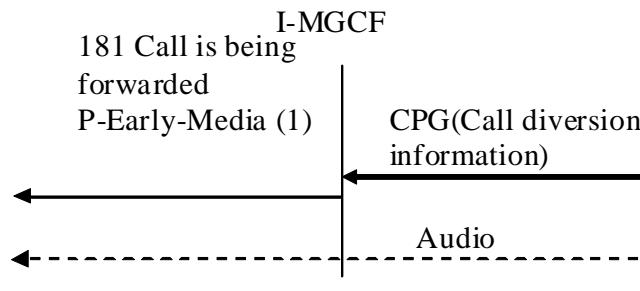 I-MGCF
181 Call is being
forwarded
P-Early-Media (1)
CPG(Call diversion
information)
Audio